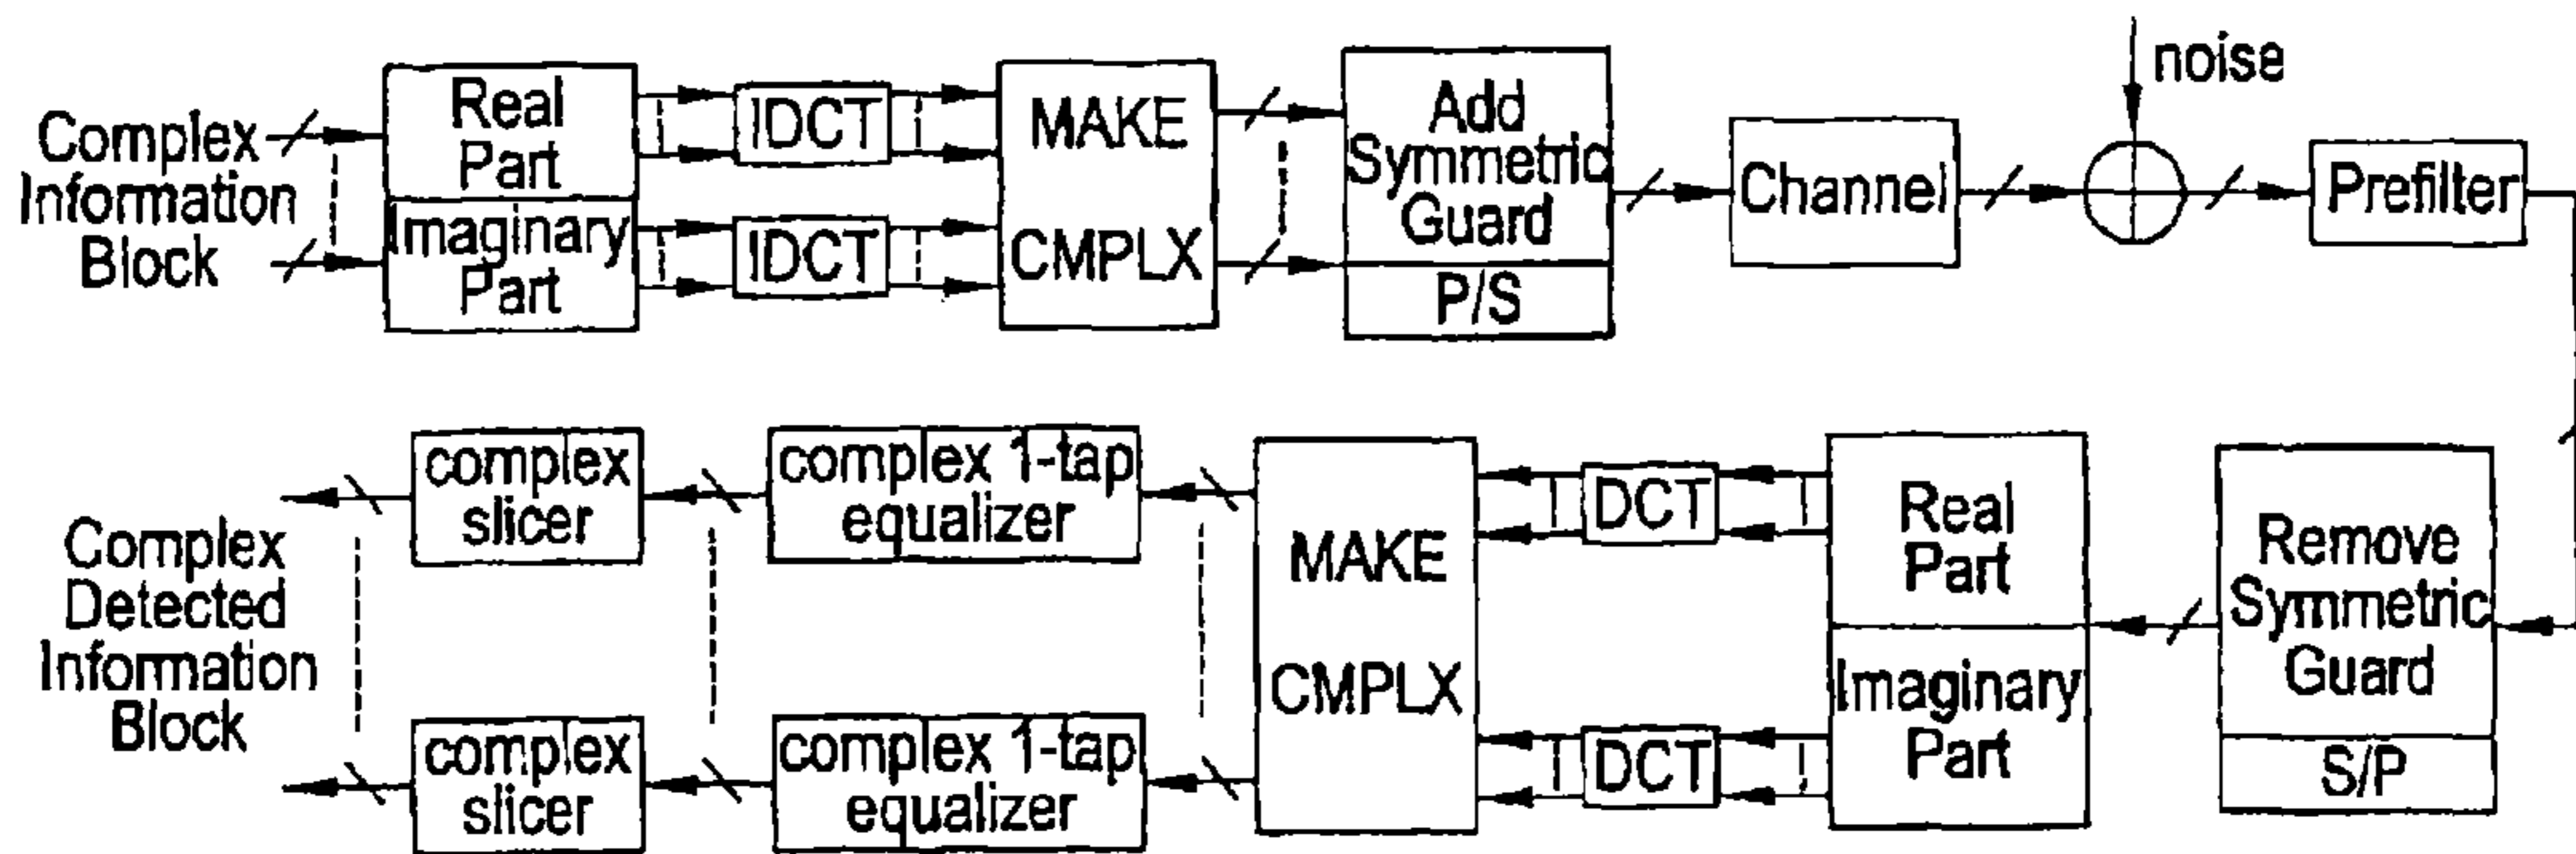 Complex
Information
Block
Real
Part
Imaginary
Part
IDCT
IDCT
MAKE
CMPLX
Add
Symmetric
Guard
P/S
Channel
noise
Prefilter
Complex
Detected
Information
Block
complex
slicer
complex
slicer
complex 1-tap
equalizer
complex 1-tap
equalizer
MAKE
CMPLX
DCT
DCT
Real
Part
Imaginary
Part
Remove
Symmetric
Guard
S/P